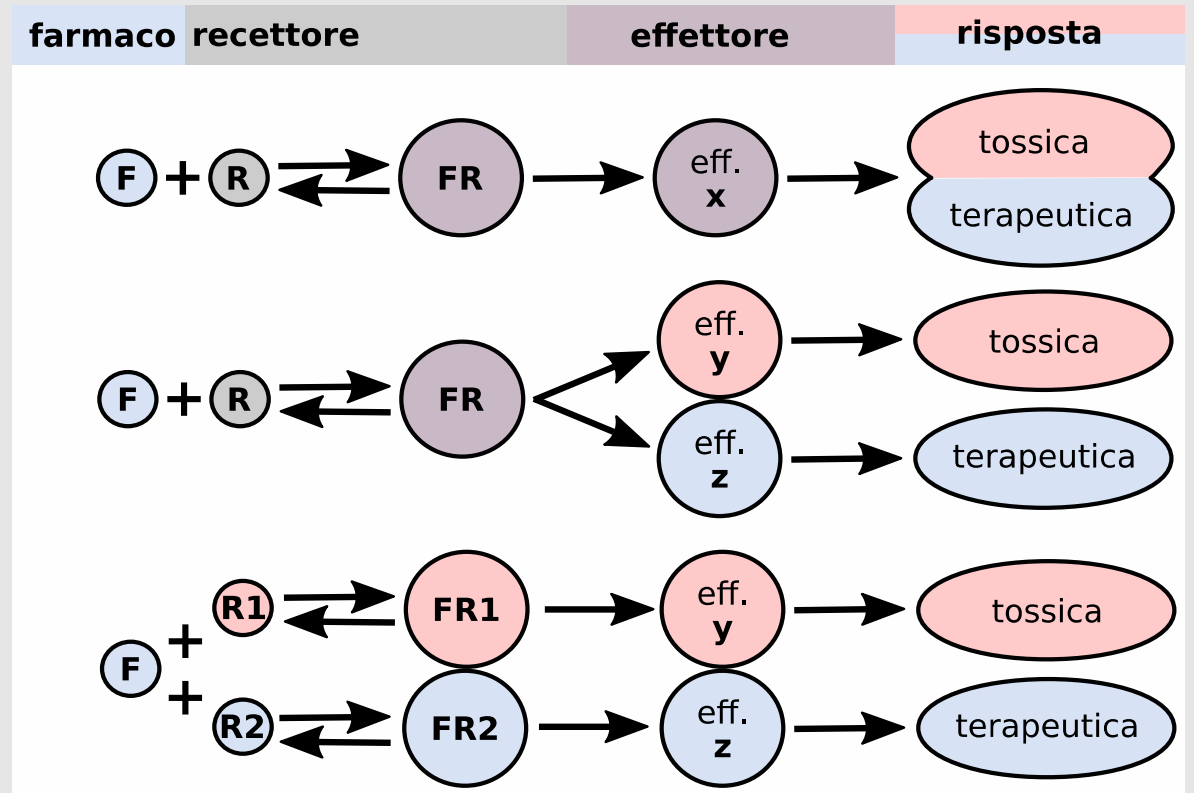 farmaco recettore effettore risposta
F + R FR eff. x tossica
terapeutica
F + R FR eff. y tossica
eff. z terapeutica
R1 FR1 eff. y tossica
F + +
R2 FR2 eff. z terapeutica